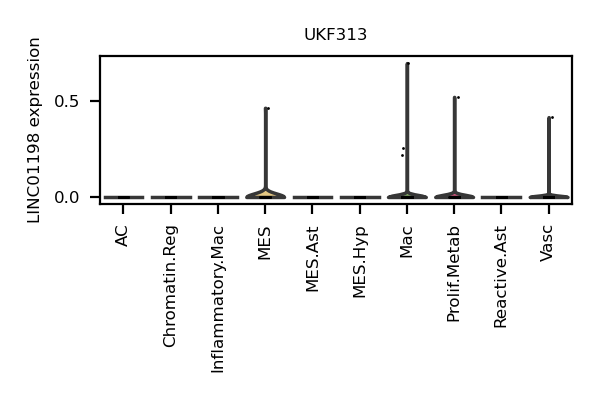 UKF313
LINC01198 expression
0.5
0.0
AC
Chromatin.Reg
Inflammatory.Mac
MES
MES.Ast
MES.Hyp
Mac
Prolif.Metab
Reactive.Ast
Vasc